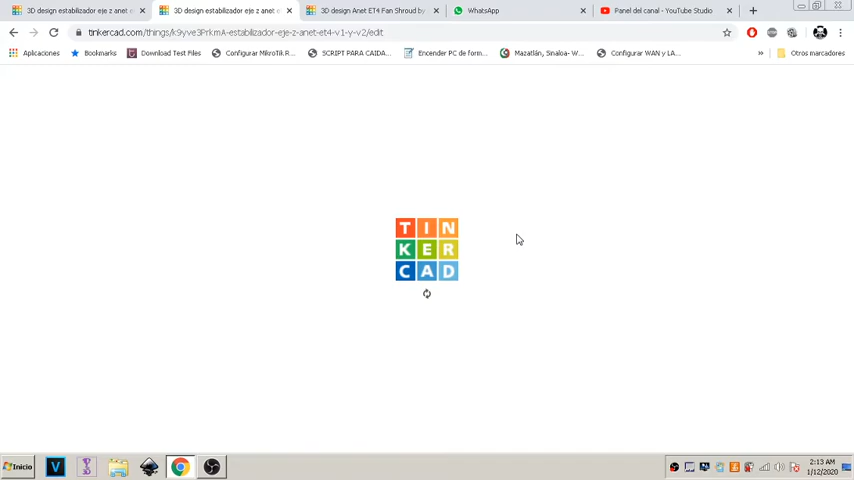 3D design estabilizador eje z anet e
3D design estabilizador eje z anet e
3D design Anet ET4 Fan Shroud by
WhatsApp
Panel del canal - YouTube Studio
tinkercad.com/things/k9yve3PrkmA-estabilizador-eje-z-anet-et4-v1-y-v2/edit
Aplicaciones
Bookmarks
Download Test Files
Configurar MikroTik R...
SCRIPT PARA CAIDA...
Encender PC de form...
Mazatlán, Sinaloa- W...
Configurar WAN y LA...
»
Otros marcadores
TIN
KER
CAD
Inicio
V
2:13 AM
1/12/2020